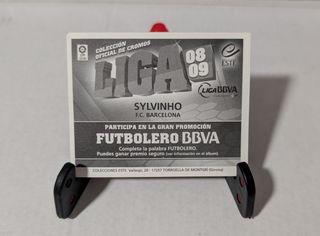 COLECCIÓN
OFICIAL DE CROMOS
LIGA 08 09
ESTE
LIGA BBVA
SYLVINHO
F.C. BARCELONA
PARTICIPA EN LA GRAN PROMOCIÓN
FUTBOLERO BBVA
Completa la palabra FUTBOLERO.
Puedes ganar premio seguro (ver información en el álbum).
COLECCIONES ESTE. Vallespir, 28 - 17257 TORROELLA DE MONTGRI (Girona)